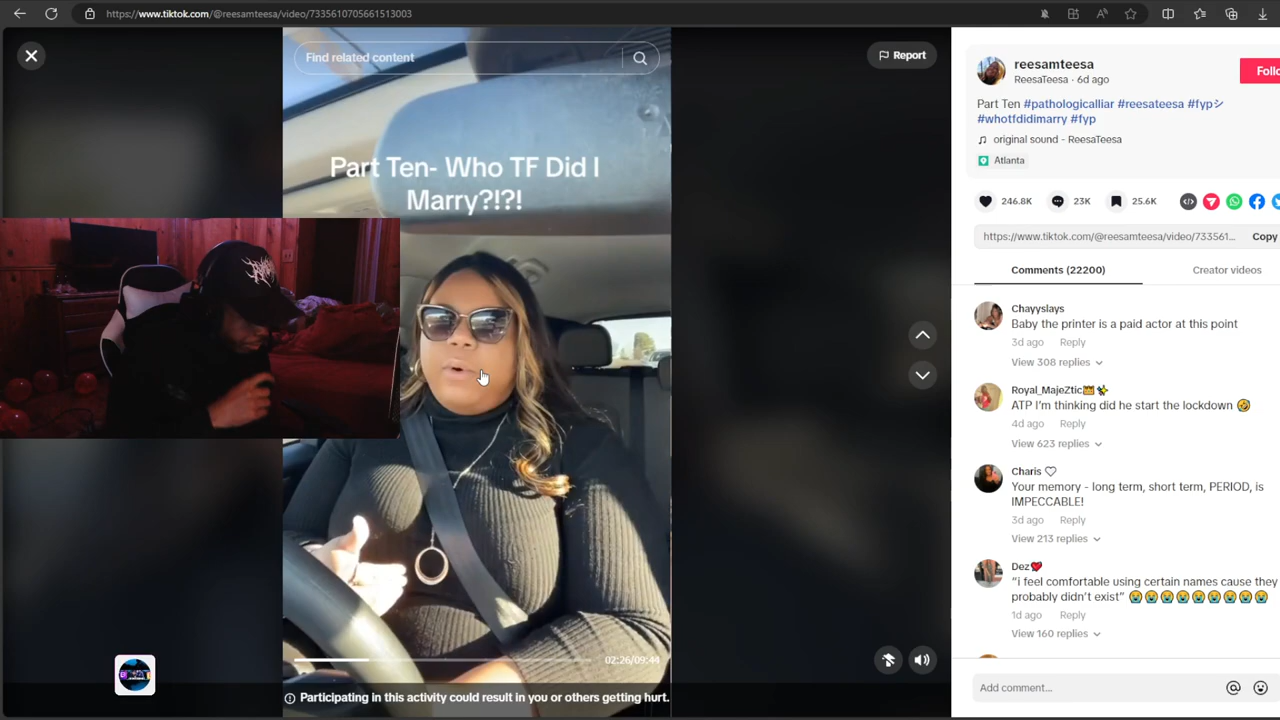 https://www.tiktok.com/@reesamteesa/video/7335610705661513003
Find related content
Report
Part Ten- Who TF Did I
Marry?!?!
02:26/09:44
Participating in this activity could result in you or others getting hurt.
reesamteesa
ReesaTeesa · 6d ago
Follo
Part Ten #pathologicalliar #reesateesa #fypシ
#whotfdidimarry #fyp
original sound - ReesaTeesa
Atlanta
246.8K
23K
25.6K
https://www.tiktok.com/@reesamteesa/video/733561...
Copy
Comments (22200)
Creator videos
Chayyslays
Baby the printer is a paid actor at this point
3d ago Reply
View 308 replies
Royal_MajeZtic👑✨
ATP I'm thinking did he start the lockdown 🤣
4d ago Reply
View 623 replies
Charis ♡
Your memory - long term, short term, PERIOD, is
IMPECCABLE!
3d ago Reply
View 213 replies
Dez❤️
“i feel comfortable using certain names cause they
probably didn’t exist” 😭😭😭😭😭😭😭😭😭
1d ago Reply
View 160 replies
Add comment...